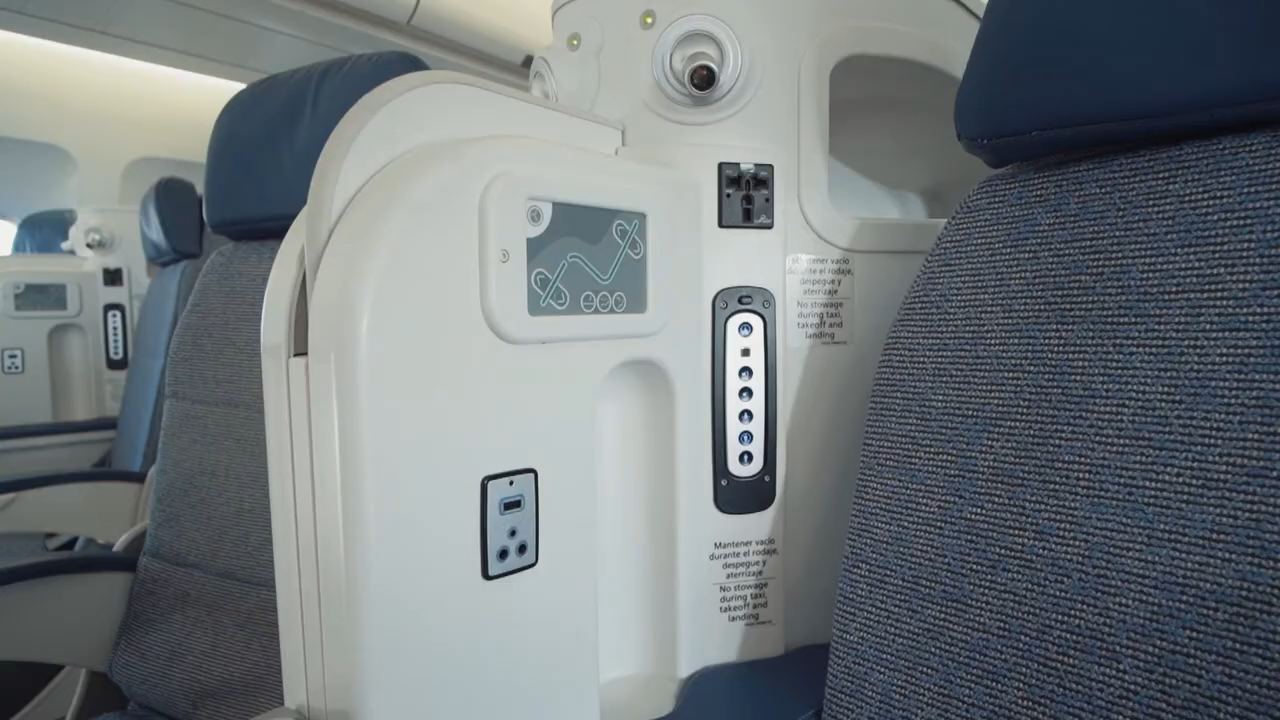 Mantener vacío
durante el rodaje,
despegue y
aterrizaje
No stowage
during taxi,
takeoff and
landing
Mantener vacío
durante el rodaje,
despegue y
aterrizaje
No stowage
during taxi,
takeoff and
landing